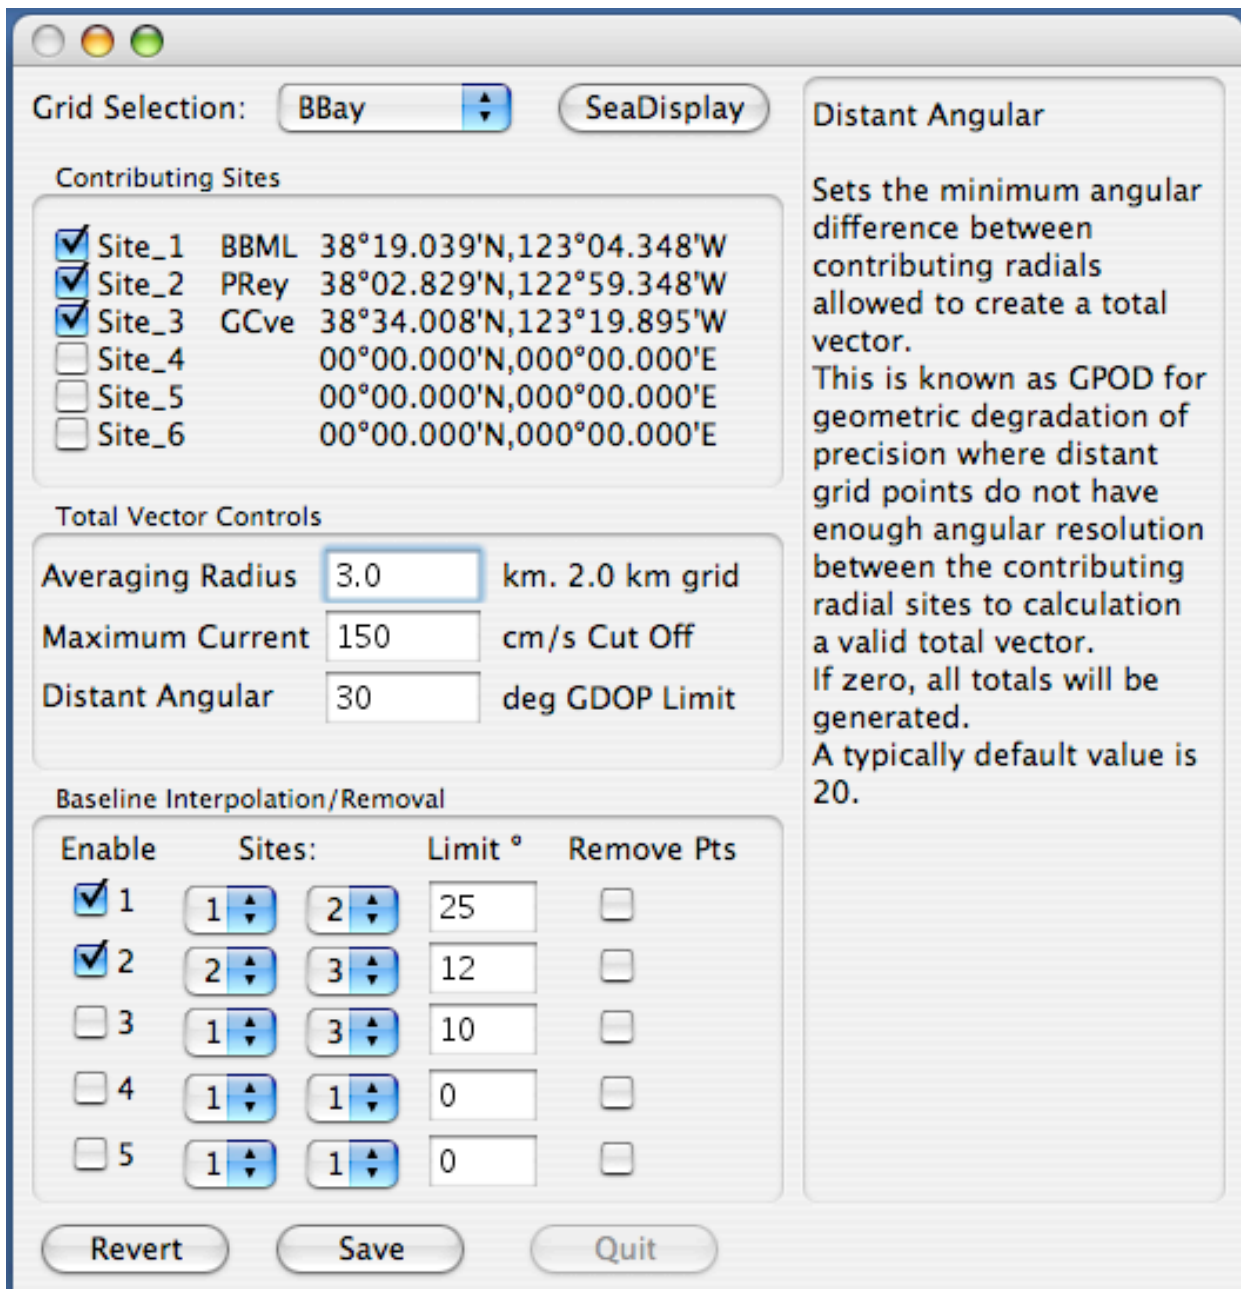 Grid Selection: BBay SeaDisplay
Contributing Sites
Site_1 BBML 38°19.039'N,123°04.348'W
Site_2 PRey 38°02.829'N,122°59.348'W
Site_3 GCve 38°34.008'N,123°19.895'W
Site_4 00°00.000'N,000°00.000'E
Site_5 00°00.000'N,000°00.000'E
Site_6 00°00.000'N,000°00.000'E
Total Vector Controls
Averaging Radius 3.0 km. 2.0 km grid
Maximum Current 150 cm/s Cut Off
Distant Angular 30 deg GDOP Limit
Baseline Interpolation/Removal
Enable Sites: Limit ° Remove Pts
1 1 2 25
2 2 3 12
3 1 3 10
4 1 1 0
5 1 1 0
Revert Save Quit
Distant Angular
Sets the minimum angular
difference between
contributing radials
allowed to create a total
vector.
This is known as GPOD for
geometric degradation of
precision where distant
grid points do not have
enough angular resolution
between the contributing
radial sites to calculation
a valid total vector.
If zero, all totals will be
generated.
A typically default value is
20.